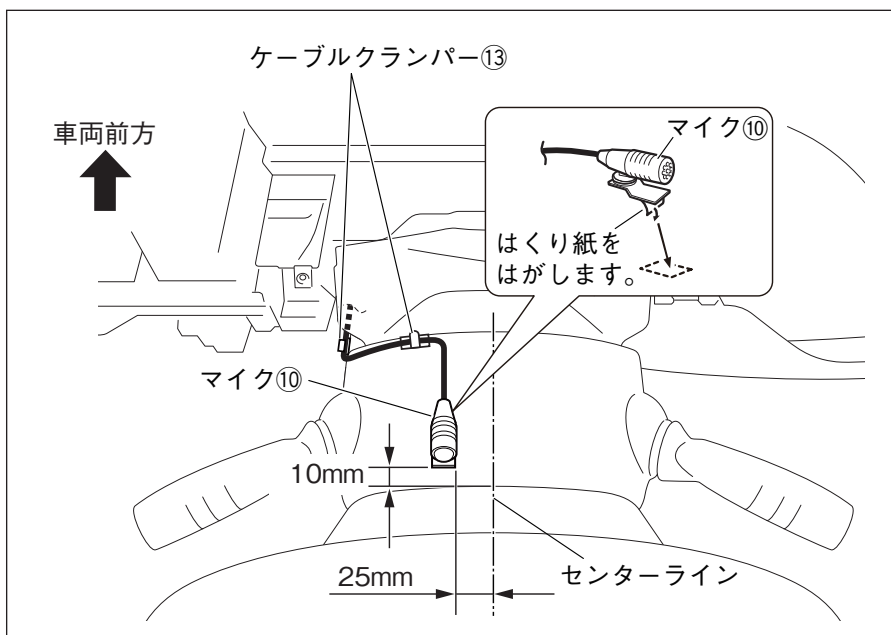 ケーブルクランパー⑬
車両前方
マイク⑩
はくり紙を
はがします。
マイク⑩
10mm
25mm
センターライン